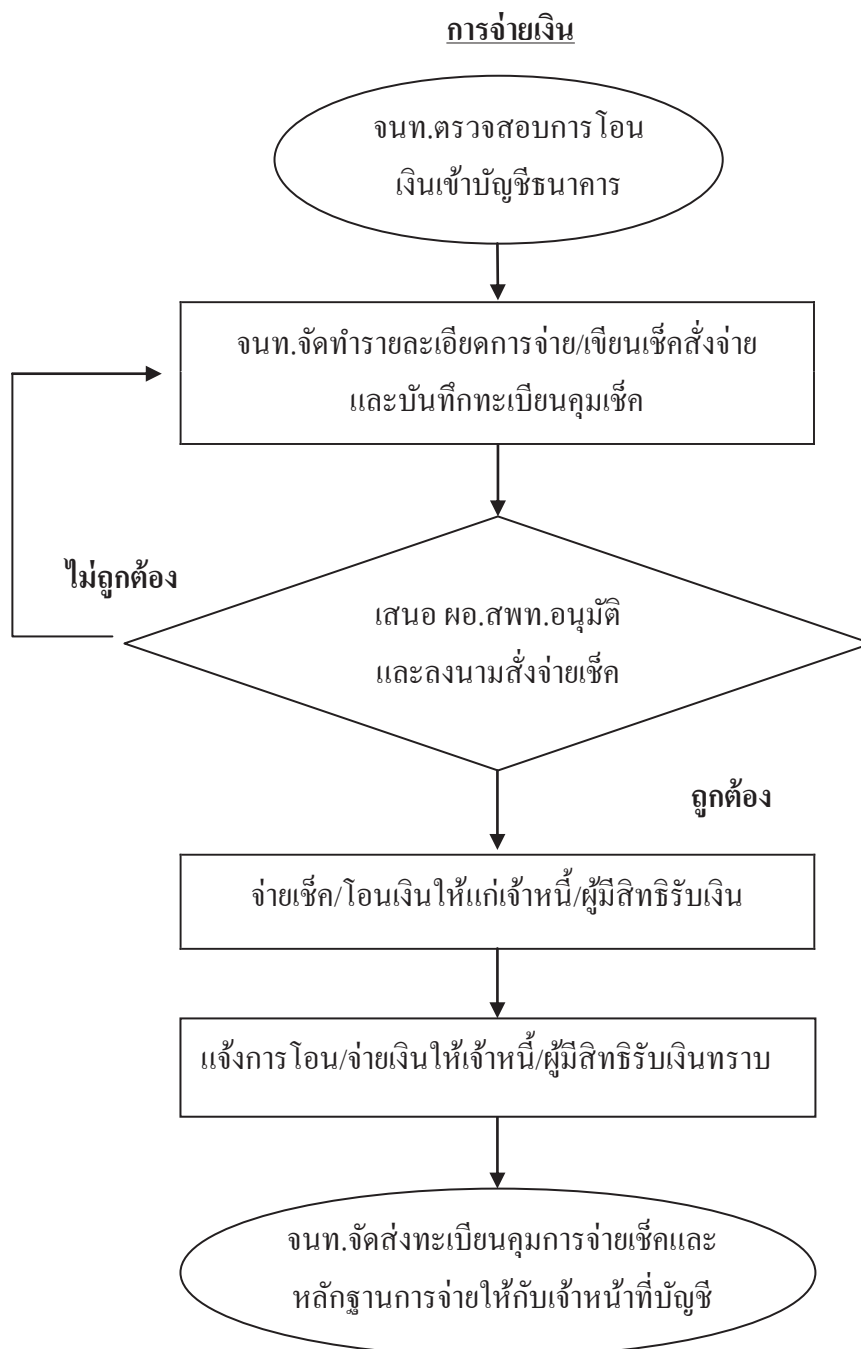 การจ่ายเงิน
จนท.ตรวจสอบการโอน
เงินเข้าบัญชีธนาคาร
จนท.จัดทำรายละเอียดการจ่าย/เขียนเช็คสั่งจ่าย
และบันทึกทะเบียนคุมเช็ค
ไม่ถูกต้อง
เสนอ ผอ.สพท.อนุมัติ
และลงนามสั่งจ่ายเช็ค
ถูกต้อง
จ่ายเช็ค/โอนเงินให้แก่เจ้าหนี้/ผู้มีสิทธิรับเงิน
แจ้งการโอน/จ่ายเงินให้เจ้าหนี้/ผู้มีสิทธิรับเงินทราบ
จนท.จัดส่งทะเบียนคุมการจ่ายเช็คและ
หลักฐานการจ่ายให้กับเจ้าหน้าที่บัญชี